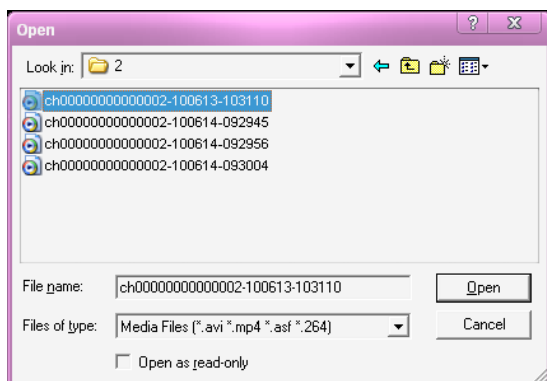 Open
Look in: 2
ch00000000000002-100613-103110
ch00000000000002-100614-092945
ch00000000000002-100614-092956
ch00000000000002-100614-093004
File name: ch00000000000002-100613-103110 Open
Files of type: Media Files (*.avi *.mp4 *.asf *.264) Cancel
Open as read-only